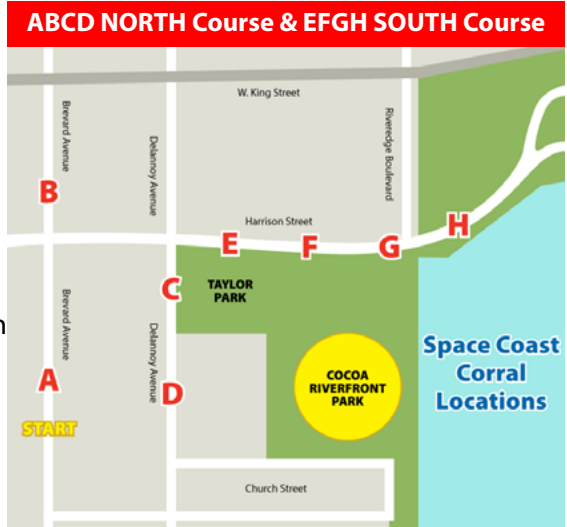 ABCD NORTH Course & EFGH SOUTH Course
W. King Street
Brevard Avenue
Delannoy Avenue
Riveredge Boulevard
B
Harrison Street
H
E
F
G
C
TAYLOR
PARK
Brevard Avenue
Delannoy Avenue
n
Space Coast
Corral
Locations
A
D
COCOA
RIVERFRONT
PARK
START
Church Street